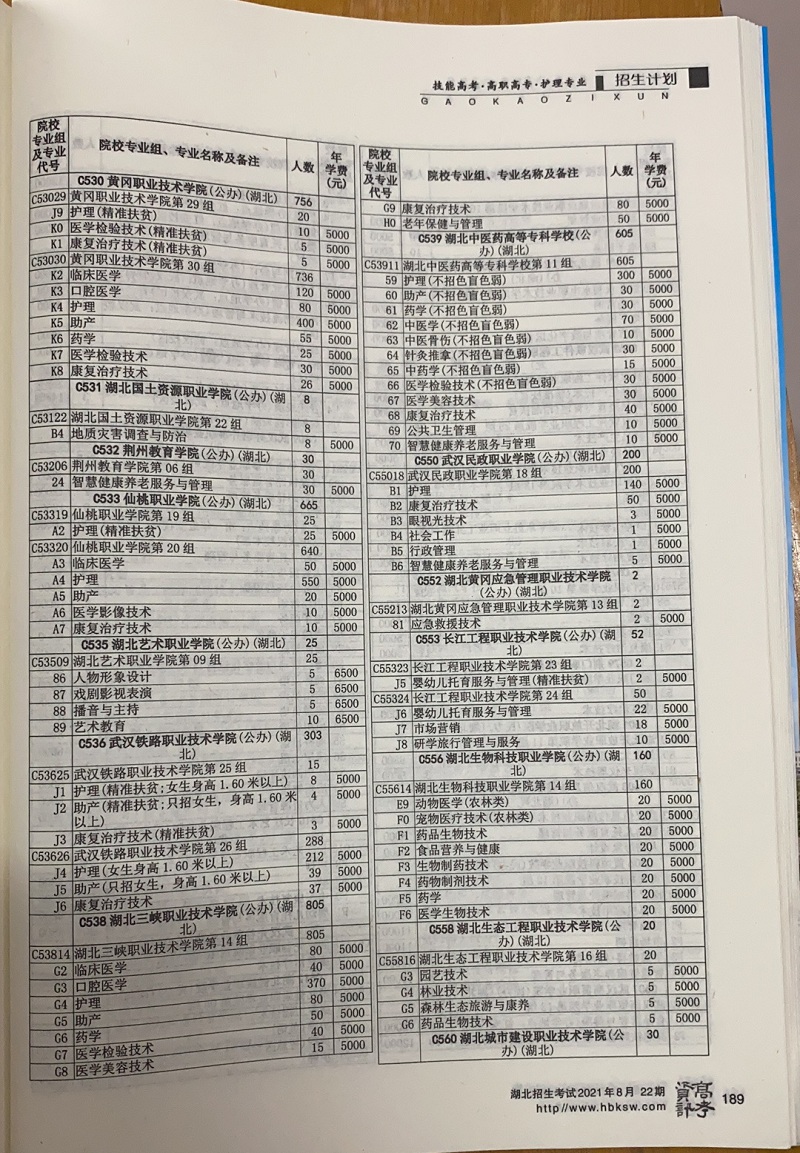 技能高考·高职高专·护理专业 招生计划
GAOKAOZIXUN
院校专业组及专业代号 院校专业组、专业名称及备注 人数 年学费(元)
C530 黄冈职业技术学院(公办)(湖北) 756
C53029 黄冈职业技术学院第29组 20
J9 护理(精准扶贫) 10 5000
K0 医学检验技术(精准扶贫) 5 5000
K1 康复治疗技术(精准扶贫) 5 5000
C53030 黄冈职业技术学院第30组 736
K2 临床医学 120 5000
K3 口腔医学 80 5000
K4 护理 400 5000
K5 助产 55 5000
K6 药学 25 5000
K7 医学检验技术 30 5000
K8 康复治疗技术 26 5000
C531 湖北国土资源职业学院(公办)(湖北) 8
C53122 湖北国土资源职业学院第22组 8
B4 地质灾害调查与防治 8 5000
C532 荆州教育学院(公办)(湖北) 30
C53206 荆州教育学院第06组 30
24 智慧健康养老服务与管理 30 5000
C533 仙桃职业学院(公办)(湖北) 665
C53319 仙桃职业学院第19组 25
A2 护理(精准扶贫) 25 5000
C53320 仙桃职业学院第20组 640
A3 临床医学 50 5000
A4 护理 550 5000
A5 助产 20 5000
A6 医学影像技术 10 5000
A7 康复治疗技术 10 5000
C535 湖北艺术职业学院(公办)(湖北) 25
C53509 湖北艺术职业学院第09组 25
86 人物形象设计 5 6500
87 戏剧影视表演 5 6500
88 播音与主持 5 6500
89 艺术教育 10 6500
C536 武汉铁路职业技术学院(公办)(湖北) 303
C53625 武汉铁路职业技术学院第25组 15
J1 护理(精准扶贫;女生身高1.60米以上) 8 5000
J2 助产(精准扶贫;只招女生，身高1.60米以上) 4 5000
J3 康复治疗技术(精准扶贫) 3 5000
C53626 武汉铁路职业技术学院第26组 288
J4 护理(女生身高1.60米以上) 212 5000
J5 助产(只招女生，身高1.60米以上) 39 5000
J6 康复治疗技术 37 5000
C538 湖北三峡职业技术学院(公办)(湖北) 805
C53814 湖北三峡职业技术学院第14组 805
G2 临床医学 80 5000
G3 口腔医学 40 5000
G4 护理 370 5000
G5 助产 80 5000
G6 药学 50 5000
G7 医学检验技术 40 5000
G8 医学美容技术 15 5000
院校专业组及专业代号 院校专业组、专业名称及备注 人数 年学费(元)
G9 康复治疗技术 80 5000
H0 老年保健与管理 50 5000
C539 湖北中医药高等专科学校(公办)(湖北) 605
C53911 湖北中医药高等专科学校第11组 605
59 护理(不招色盲色弱) 300 5000
60 助产(不招色盲色弱) 30 5000
61 药学(不招色盲色弱) 30 5000
62 中医学(不招色盲色弱) 70 5000
63 中医骨伤(不招色盲色弱) 10 5000
64 针灸推拿(不招色盲色弱) 30 5000
65 中药学(不招色盲色弱) 15 5000
66 医学检验技术(不招色盲色弱) 30 5000
67 医学美容技术 30 5000
68 康复治疗技术 40 5000
69 公共卫生管理 10 5000
70 智慧健康养老服务与管理 10 5000
C550 武汉民政职业学院(公办)(湖北) 200
C55018 武汉民政职业学院第18组 200
B1 护理 140 5000
B2 康复治疗技术 50 5000
B3 眼视光技术 3 5000
B4 社会工作 1 5000
B5 行政管理 1 5000
B6 智慧健康养老服务与管理 5 5000
C552 湖北黄冈应急管理职业技术学院(公办)(湖北) 2
C55213 湖北黄冈应急管理职业技术学院第13组 2
81 应急救援技术 2 5000
C553 长江工程职业技术学院(公办)(湖北) 52
C55323 长江工程职业技术学院第23组 2
J5 婴幼儿托育服务与管理(精准扶贫) 2 5000
C55324 长江工程职业技术学院第24组 50
J6 婴幼儿托育服务与管理 22 5000
J7 市场营销 18 5000
J8 研学旅行管理与服务 10 5000
C556 湖北生物科技职业学院(公办)(湖北) 160
C55614 湖北生物科技职业学院第14组 160
E9 动物医学(农林类) 20 5000
F0 宠物医疗技术(农林类) 20 5000
F1 药品生物技术 20 5000
F2 食品营养与健康 20 5000
F3 生物制药技术 20 5000
F4 药物制剂技术 20 5000
F5 药学 20 5000
F6 医学生物技术 20 5000
C558 湖北生态工程职业技术学院(公办)(湖北) 20
C55816 湖北生态工程职业技术学院第16组 20
G3 园艺技术 5 5000
G4 林业技术 5 5000
G5 森林生态旅游与康养 5 5000
G6 药品生物技术 5 5000
C560 湖北城市建设职业技术学院(公办)(湖北) 30
湖北招生考试2021年8月 22期
http://www.hbksw.com
高考資訊 189